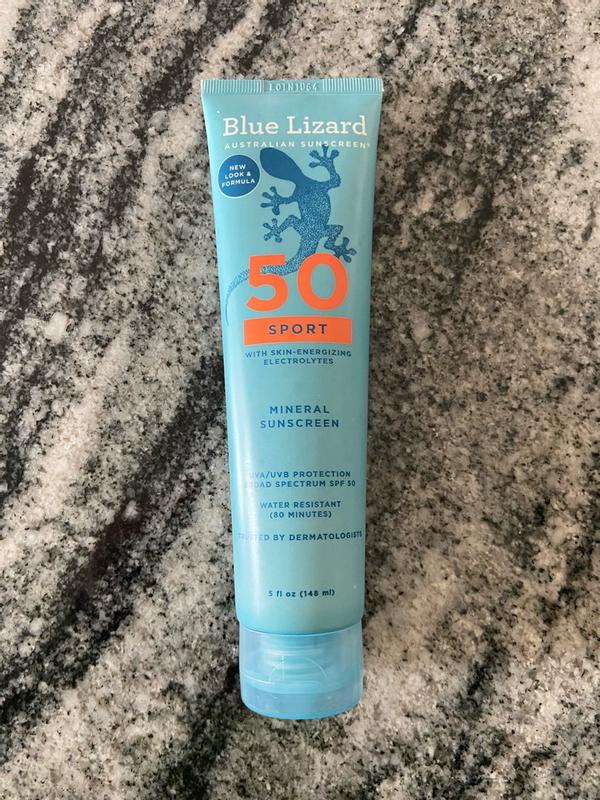 Blue Lizard
AUSTRALIAN SUNSCREEN®
NEW
LOOK &
FORMULA
50
SPORT
WITH SKIN-ENERGIZING
ELECTROLYTES
MINERAL
SUNSCREEN
UVA/UVB PROTECTION
BROAD SPECTRUM SPF 50
WATER RESISTANT
(80 MINUTES)
TRUSTED BY DERMATOLOGISTS
5 fl oz (148 ml)